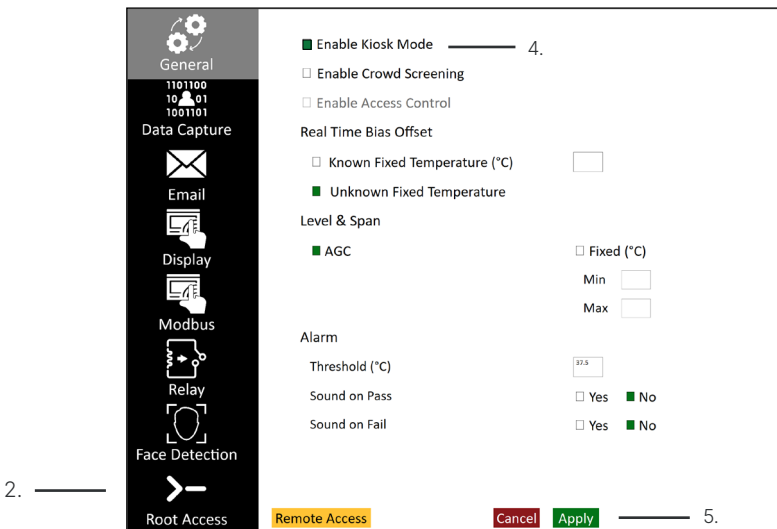 General
1101100
10 01
1001101
Data Capture
Email
Display
Modbus
Relay
Face Detection
2.
Root Access
Enable Kiosk Mode 4.
Enable Crowd Screening
Enable Access Control
Real Time Bias Offset
Known Fixed Temperature (°C)
Unknown Fixed Temperature
Level & Span
AGC Fixed (°C)
Min
Max
Alarm
Threshold (°C) 37.5
Sound on Pass Yes No
Sound on Fail Yes No
Remote Access Cancel Apply 5.